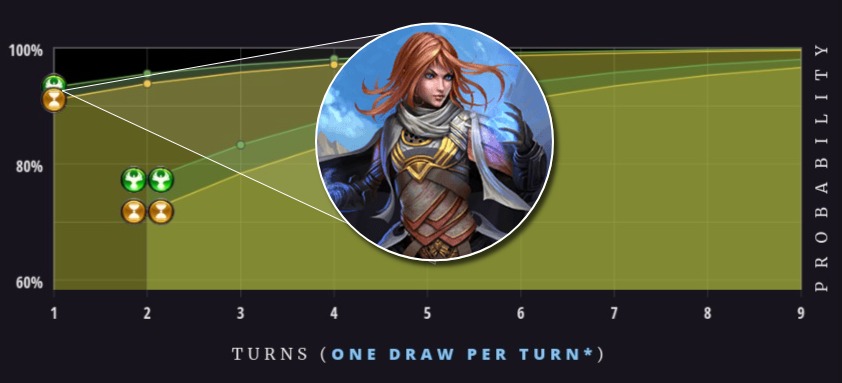 100%
80%
60%
1 2 3 4 5 6 7 8 9
TURNS (ONE DRAW PER TURN*)
PROBABILITY